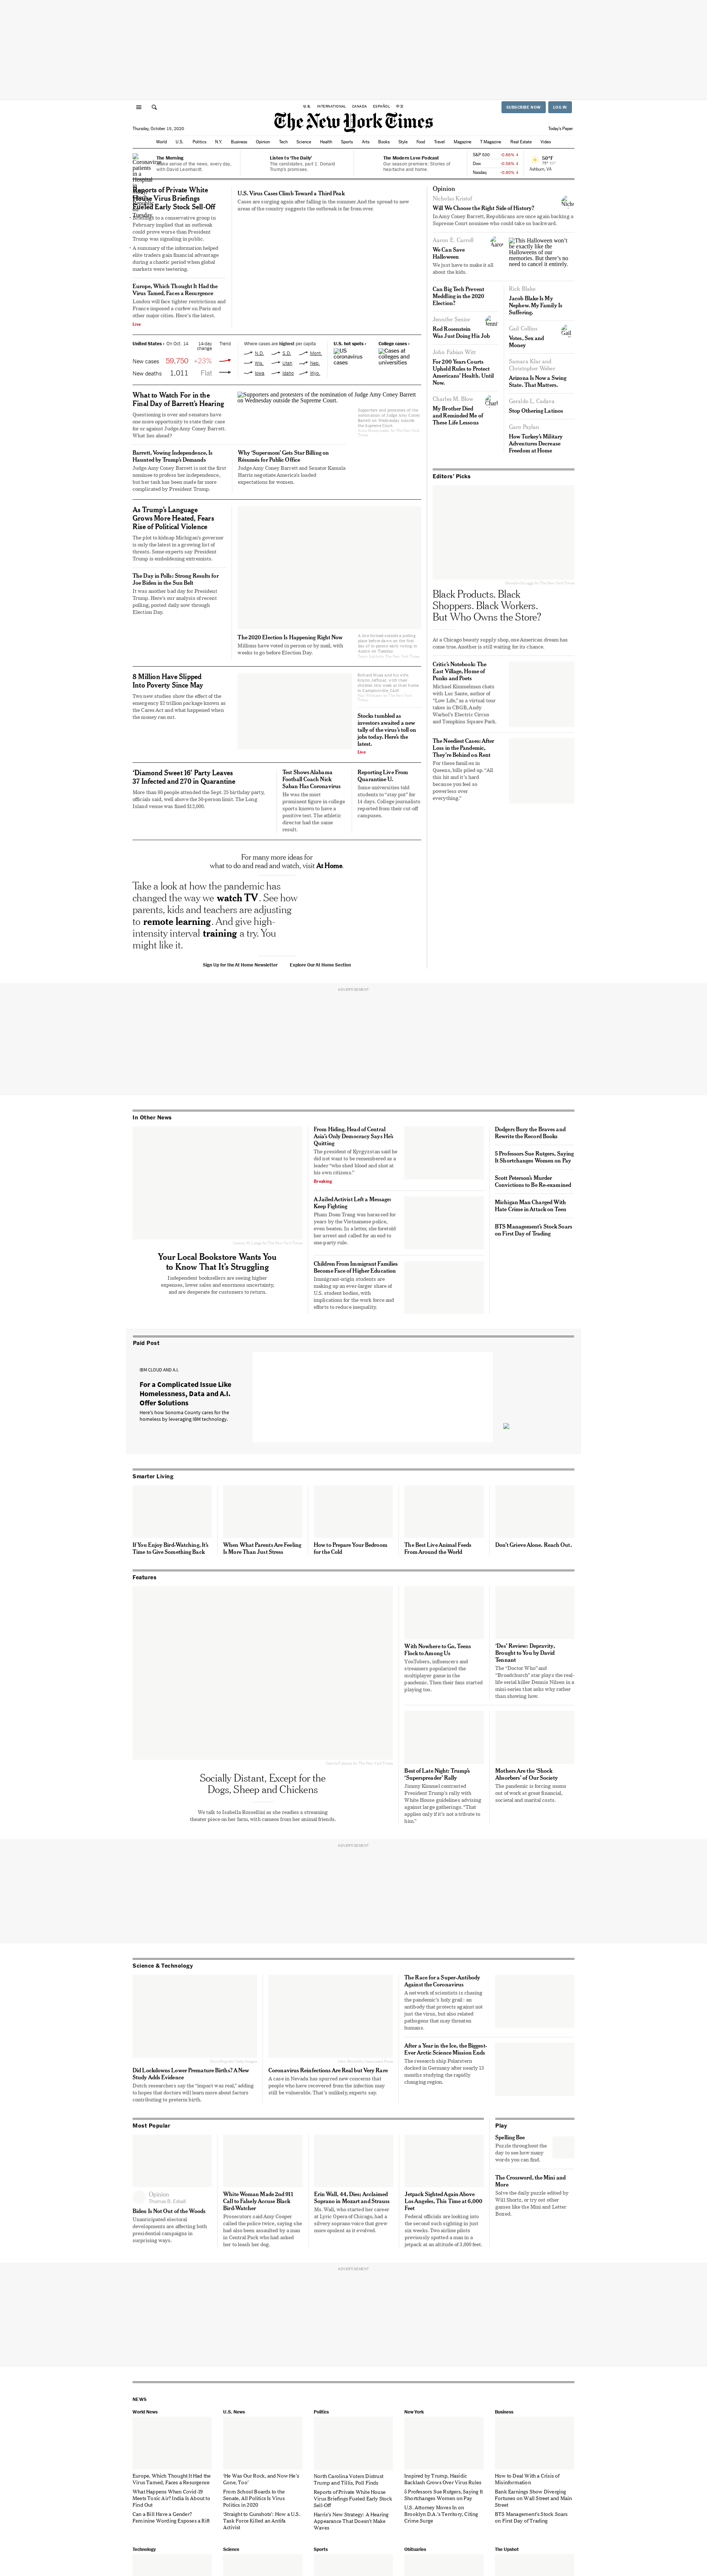 U.S. INTERNATIONAL CANADA ESPAÑOL 中文
SUBSCRIBE NOW LOG IN
The New York Times
Thursday, October 15, 2020
Today's Paper
World U.S. Politics N.Y. Business Opinion Tech Science Health Sports Arts Books Style Food Travel Magazine T Magazine Real Estate Video
The Morning
Make sense of the news, every day, with David Leonhardt.
Listen to 'The Daily'
The candidates, part 1: Donald Trump's promises.
The Modern Love Podcast
Our season premiere: Stories of heartache and home.
Ashburn, VA
Reports of Private White
House Virus Briefings
Fueled Early Stock Sell-Off
Briefings to a conservative group in
February implied that an outbreak
could prove worse than President
Trump was signaling in public.
A summary of the information helped
elite traders gain financial advantage
during a chaotic period when global
markets were teetering.
Europe, Which Thought It Had the
Virus Tamed, Faces a Resurgence
London will face tighter restrictions and
France imposed a curfew on Paris and
other major cities. Here's the latest.
Live
U.S. Virus Cases Climb Toward a Third Peak
Cases are surging again after falling in the summer. And the spread to new
areas of the country suggests the outbreak is far from over.
United States › On Oct. 14 14-day change Trend
New cases 59,750 +23%
New deaths 1,011 Flat
Where cases are highest per capita
N.D. S.D. Mont.
Wis. Utah Neb.
Iowa Idaho Wyo.
U.S. hot spots ›
US coronavirus cases
College cases ›
Cases at colleges and universities
What to Watch For in the
Final Day of Barrett's Hearing
Questioning is over and senators have
one more opportunity to state their case
for or against Judge Amy Coney Barrett.
What lies ahead?
Barrett, Vowing Independence, Is
Haunted by Trump's Demands
Judge Amy Coney Barrett is not the first
nominee to profess her independence,
but her task has been made far more
complicated by President Trump.
Supporters and protesters of the nomination of Judge Amy Coney Barrett on Wednesday outside the Supreme Court.
Why 'Supermom' Gets Star Billing on
Résumés for Public Office
Judge Amy Coney Barrett and Senator Kamala
Harris negotiate America's loaded
expectations for women.
As Trump's Language
Grows More Heated, Fears
Rise of Political Violence
The plot to kidnap Michigan's governor
is only the latest in a growing list of
threats. Some experts say President
Trump is emboldening extremists.
The Day in Polls: Strong Results for
Joe Biden in the Sun Belt
It was another bad day for President
Trump. Here's our analysis of recent
polling, posted daily now through
Election Day.
The 2020 Election Is Happening Right Now
Millions have voted in person or by mail, with
weeks to go before Election Day.
8 Million Have Slipped
Into Poverty Since May
Two new studies show the effect of the
emergency $2 trillion package known as
the Cares Act and what happened when
the money ran out.
Stocks tumbled as
investors awaited a new
tally of the virus's toll on
jobs today. Here's the
latest.
Live
'Diamond Sweet 16' Party Leaves
37 Infected and 270 in Quarantine
More than 80 people attended the Sept. 25 birthday party,
officials said, well above the 50-person limit. The Long
Island venue was fined $12,000.
Test Shows Alabama
Football Coach Nick
Saban Has Coronavirus
He was the most
prominent figure in college
sports known to have a
positive test. The athletic
director had the same
result.
Reporting Live From
Quarantine U.
Some universities told
students to "stay put" for
14 days. College journalists
reported from their cut-off
campuses.
For many more ideas for
what to do and read and watch, visit At Home.
Take a look at how the pandemic has
changed the way we watch TV. See how
parents, kids and teachers are adjusting
to remote learning. And give high-
intensity interval training a try. You
might like it.
Sign Up for the At Home Newsletter Explore Our At Home Section
Opinion
Nicholas Kristof
Will We Choose the Right Side of History?
In Amy Coney Barrett, Republicans are once again backing a
Supreme Court nominee who could take us backward.
Aaron E. Carroll
We Can Save
Halloween
We just have to make it all
about the kids.
This Halloween won't be exactly like the Halloweens of our memories. But there's no need to cancel it entirely.
Can Big Tech Prevent
Meddling in the 2020
Election?
Jennifer Senior
Rod Rosenstein
Was Just Doing His Job
John Fabian Witt
For 200 Years Courts
Upheld Rules to Protect
Americans' Health. Until
Now.
Charles M. Blow
My Brother Died
and Reminded Me of
These Life Lessons
Rick Blake
Jacob Blake Is My
Nephew. My Family Is
Suffering.
Gail Collins
Votes, Sex and
Money
Samara Klar and
Christopher Weber
Arizona Is Now a Swing
State. That Matters.
Geraldo L. Cadava
Stop Othering Latinos
Garo Paylan
How Turkey's Military
Adventures Decrease
Freedom at Home
Editors' Picks
Black Products. Black
Shoppers. Black Workers.
But Who Owns the Store?
At a Chicago beauty supply shop, one American dream has
come true. Another is still waiting for its chance.
Critic's Notebook: The
East Village, Home of
Punks and Poets
Michael Kimmelman chats
with Luc Sante, author of
"Low Life," as a virtual tour
takes in CBGB, Andy
Warhol's Electric Circus
and Tompkins Square Park.
The Neediest Cases: After
Loss in the Pandemic,
They're Behind on Rent
For these families in
Queens, bills piled up. "All
this hit and it's hard
because you feel so
powerless over
everything."
ADVERTISEMENT
In Other News
Your Local Bookstore Wants You
to Know That It's Struggling
Independent booksellers are seeing higher
expenses, lower sales and enormous uncertainty,
and are desperate for customers to return.
From Hiding, Head of Central
Asia's Only Democracy Says He's
Quitting
The president of Kyrgyzstan said he
did not want to be remembered as a
leader "who shed blood and shot at
his own citizens."
Breaking
A Jailed Activist Left a Message:
Keep Fighting
Pham Doan Trang was harassed for
years by the Vietnamese police,
even beaten. In a letter, she foretold
her arrest and called for an end to
one-party rule.
Children From Immigrant Families
Become Face of Higher Education
Immigrant-origin students are
making up an ever-larger share of
U.S. student bodies, with
implications for the work force and
efforts to reduce inequality.
Dodgers Bury the Braves and
Rewrite the Record Books
5 Professors Sue Rutgers, Saying
It Shortchanges Women on Pay
Scott Peterson's Murder
Convictions to Be Re-examined
Michigan Man Charged With
Hate Crime in Attack on Teen
BTS Management's Stock Soars
on First Day of Trading
Paid Post
IBM CLOUD AND A.I.
For a Complicated Issue Like
Homelessness, Data and A.I.
Offer Solutions
Here's how Sonoma County cares for the
homeless by leveraging IBM technology.
Smarter Living
If You Enjoy Bird-Watching, It's
Time to Give Something Back
When What Parents Are Feeling
Is More Than Just Stress
How to Prepare Your Bedroom
for the Cold
The Best Live Animal Feeds
From Around the World
Don't Grieve Alone. Reach Out.
Features
Socially Distant, Except for the
Dogs, Sheep and Chickens
We talk to Isabella Rossellini as she readies a streaming
theater piece on her farm, with cameos from her animal friends.
With Nowhere to Go, Teens
Flock to Among Us
YouTubers, influencers and
streamers popularized the
multiplayer game in the
pandemic. Then their fans started
playing too.
'Des' Review: Depravity,
Brought to You by David
Tennant
The "Doctor Who" and
"Broadchurch" star plays the real-
life serial killer Dennis Nilsen in a
mini-series that asks why rather
than showing how.
Best of Late Night: Trump's
'Superspreader' Rally
Jimmy Kimmel contrasted
President Trump's rally with
White House guidelines advising
against large gatherings: "That
applies only if it's not a tribute to
him."
Mothers Are the 'Shock
Absorbers' of Our Society
The pandemic is forcing moms
out of work at great financial,
societal and marital costs.
ADVERTISEMENT
Science & Technology
Did Lockdowns Lower Premature Births? A New
Study Adds Evidence
Dutch researchers say the "impact was real," adding
to hopes that doctors will learn more about factors
contributing to preterm birth.
Coronavirus Reinfections Are Real but Very Rare
A case in Nevada has spurred new concerns that
people who have recovered from the infection may
still be vulnerable. That's unlikely, experts say.
The Race for a Super-Antibody
Against the Coronavirus
A network of scientists is chasing
the pandemic's holy grail: an
antibody that protects against not
just the virus, but also related
pathogens that may threaten
humans.
After a Year in the Ice, the Biggest-
Ever Arctic Science Mission Ends
The research ship Polarstern
docked in Germany after nearly 13
months studying the rapidly
changing region.
Most Popular
Opinion
Thomas B. Edsall
Biden Is Not Out of the Woods
Unanticipated electoral
developments are affecting both
presidential campaigns in
surprising ways.
White Woman Made 2nd 911
Call to Falsely Accuse Black
Bird-Watcher
Prosecutors said Amy Cooper
called the police twice, saying she
had also been assaulted by a man
in Central Park who had asked
her to leash her dog.
Erin Wall, 44, Dies; Acclaimed
Soprano in Mozart and Strauss
Ms. Wall, who started her career
at Lyric Opera of Chicago, had a
silvery soprano voice that grew
more opulent as it evolved.
Jetpack Sighted Again Above
Los Angeles, This Time at 6,000
Feet
Federal officials are looking into
the second such sighting in just
six weeks. Two airline pilots
previously spotted a man in a
jetpack at an altitude of 3,000 feet.
Play
Spelling Bee
Puzzle throughout the
day to see how many
words you can find.
The Crossword, the Mini and
More
Solve the daily puzzle edited by
Will Shortz, or try out other
games like the Mini and Letter
Boxed.
ADVERTISEMENT
NEWS
World News
Europe, Which Thought It Had the
Virus Tamed, Faces a Resurgence
What Happens When Covid-19
Meets Toxic Air? India Is About to
Find Out
Can a Bill Have a Gender?
Feminine Wording Exposes a Rift
U.S. News
'He Was Our Rock, and Now He's
Gone, Too'
From School Boards to the
Senate, All Politics Is Virus
Politics in 2020
'Straight to Gunshots': How a U.S.
Task Force Killed an Antifa
Activist
Politics
North Carolina Voters Distrust
Trump and Tillis, Poll Finds
Reports of Private White House
Virus Briefings Fueled Early Stock
Sell-Off
Harris's New Strategy: A Hearing
Appearance That Doesn't Make
Waves
New York
Inspired by Trump, Hasidic
Backlash Grows Over Virus Rules
5 Professors Sue Rutgers, Saying It
Shortchanges Women on Pay
U.S. Attorney Moves In on
Brooklyn D.A.'s Territory, Citing
Crime Surge
Business
How to Deal With a Crisis of
Misinformation
Bank Earnings Show Diverging
Fortunes on Wall Street and Main
Street
BTS Management's Stock Soars
on First Day of Trading
Technology Science Sports Obituaries The Upshot